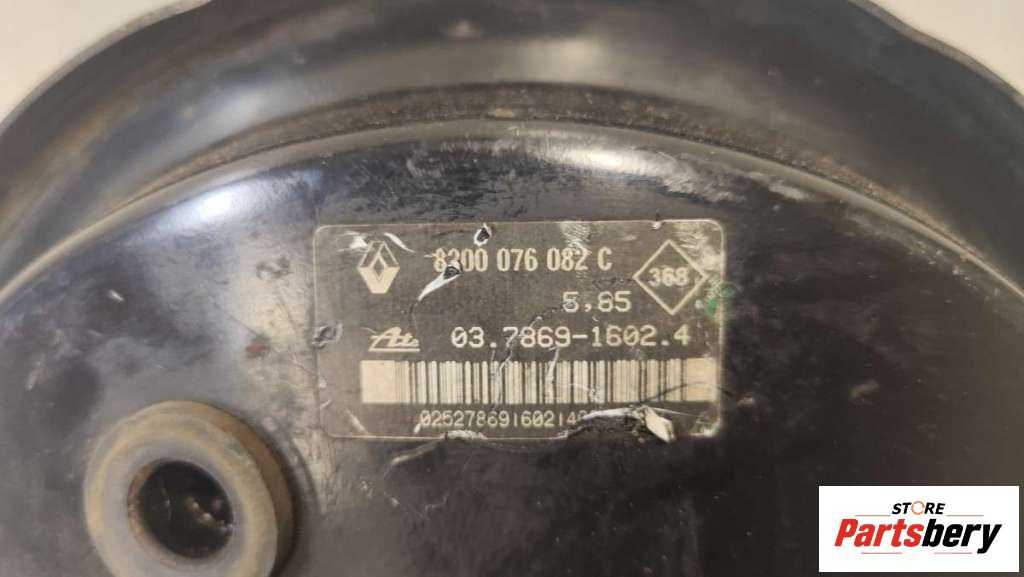 8200 076 082 C
368
5,85
Ate 03.7869-1602.4
STORE
Partsbery